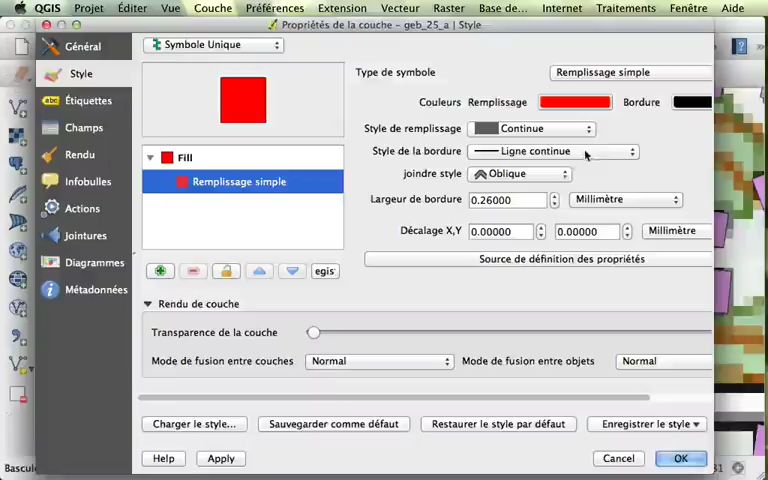 QGIS Projet Éditer Vue Couche Préférences Extension Vecteur Raster Base de… Internet Traitements Fenêtre Aide
Propriétés de la couche - geb_25_a | Style
Général
Style
Étiquettes
Champs
Rendu
Infobulles
Actions
Jointures
Diagrammes
Métadonnées
Symbole Unique
Type de symbole Remplissage simple
Couleurs Remplissage Bordure
Style de remplissage Continue
Style de la bordure Ligne continue
joindre style Oblique
Largeur de bordure 0.26000 Millimètre
Décalage X,Y 0.00000 0.00000 Millimètre
Source de définition des propriétés
Fill
Remplissage simple
egis
Rendu de couche
Transparence de la couche
Mode de fusion entre couches Normal Mode de fusion entre objets Normal
Charger le style... Sauvegarder comme défaut Restaurer le style par défaut Enregistrer le style
Help Apply Cancel OK
Bascul